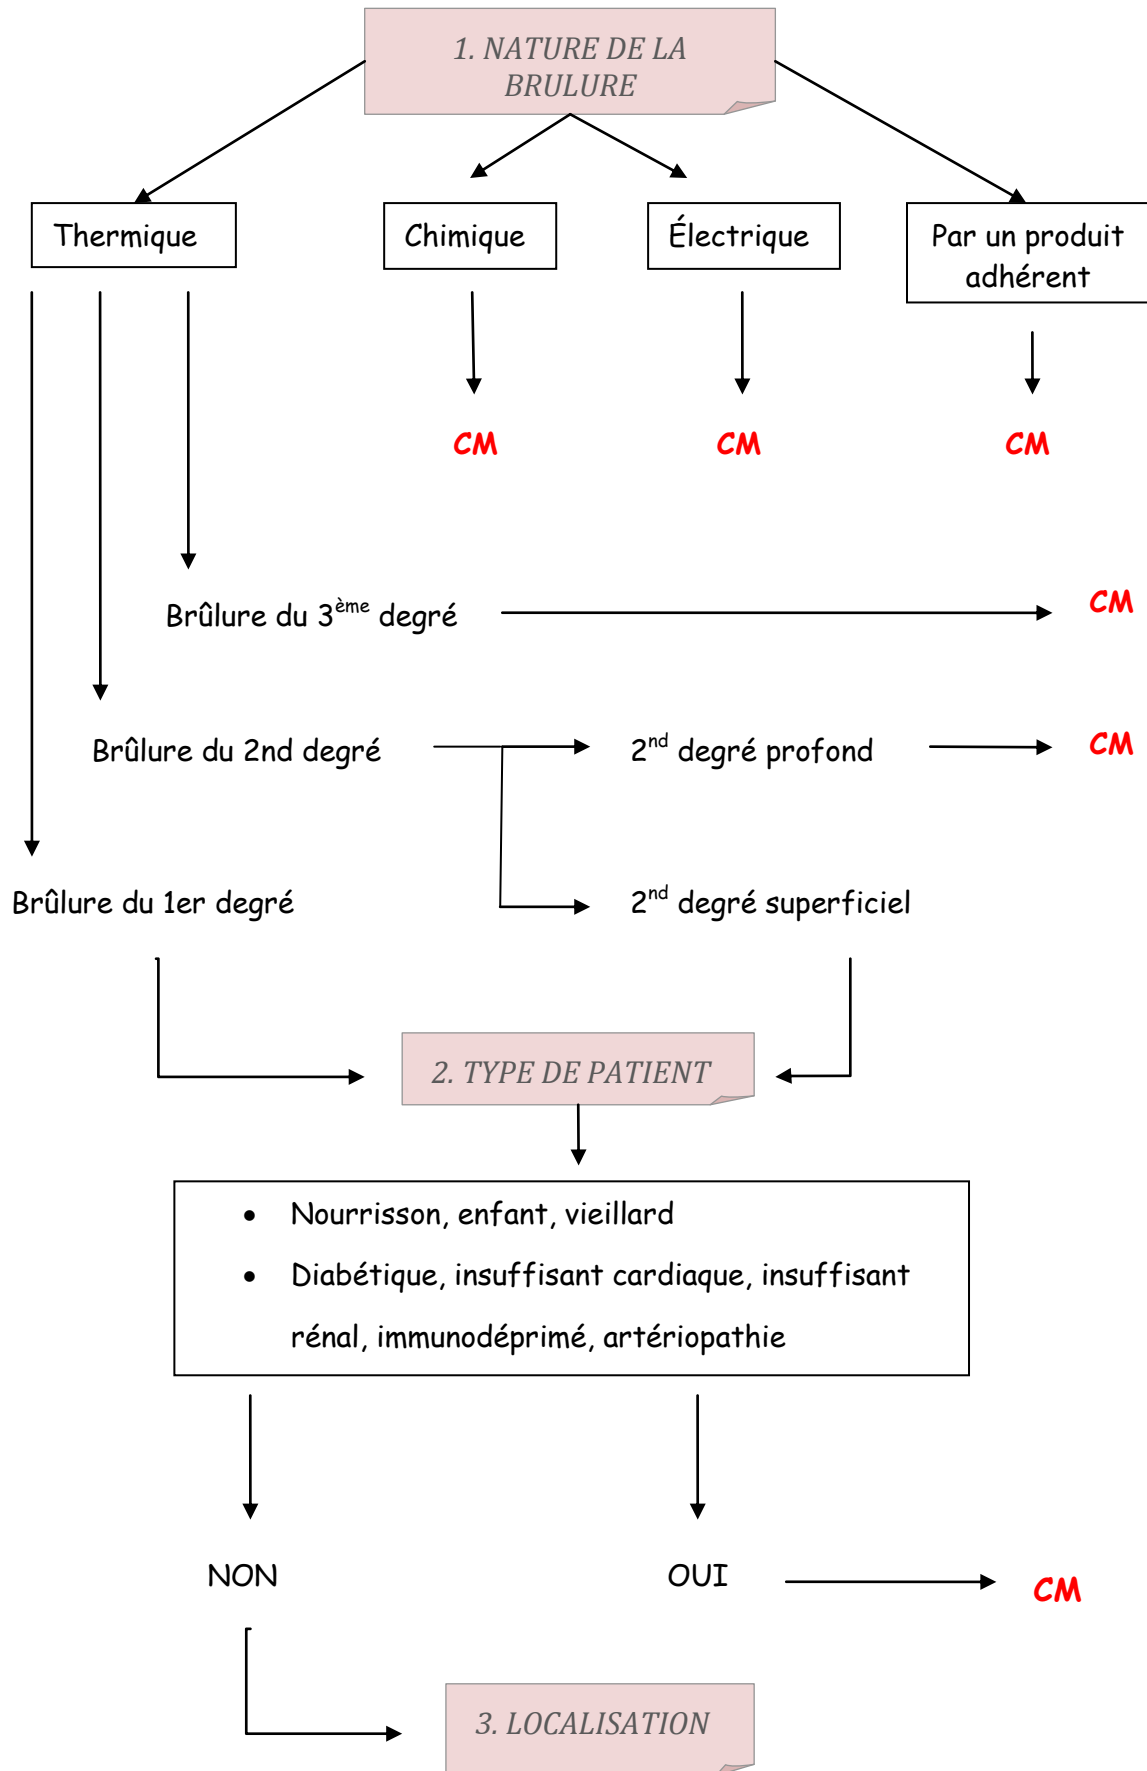 1. NATURE DE LA
BRULURE
Thermique
Chimique
Électrique
Par un produit
adhérent
CM
CM
CM
Brûlure du 3ème degré
CM
Brûlure du 2nd degré
2nd degré profond
CM
Brûlure du 1er degré
2nd degré superficiel
2. TYPE DE PATIENT
• Nourrisson, enfant, vieillard
• Diabétique, insuffisant cardiaque, insuffisant
rénal, immunodéprimé, artériopathie
NON
OUI
CM
3. LOCALISATION